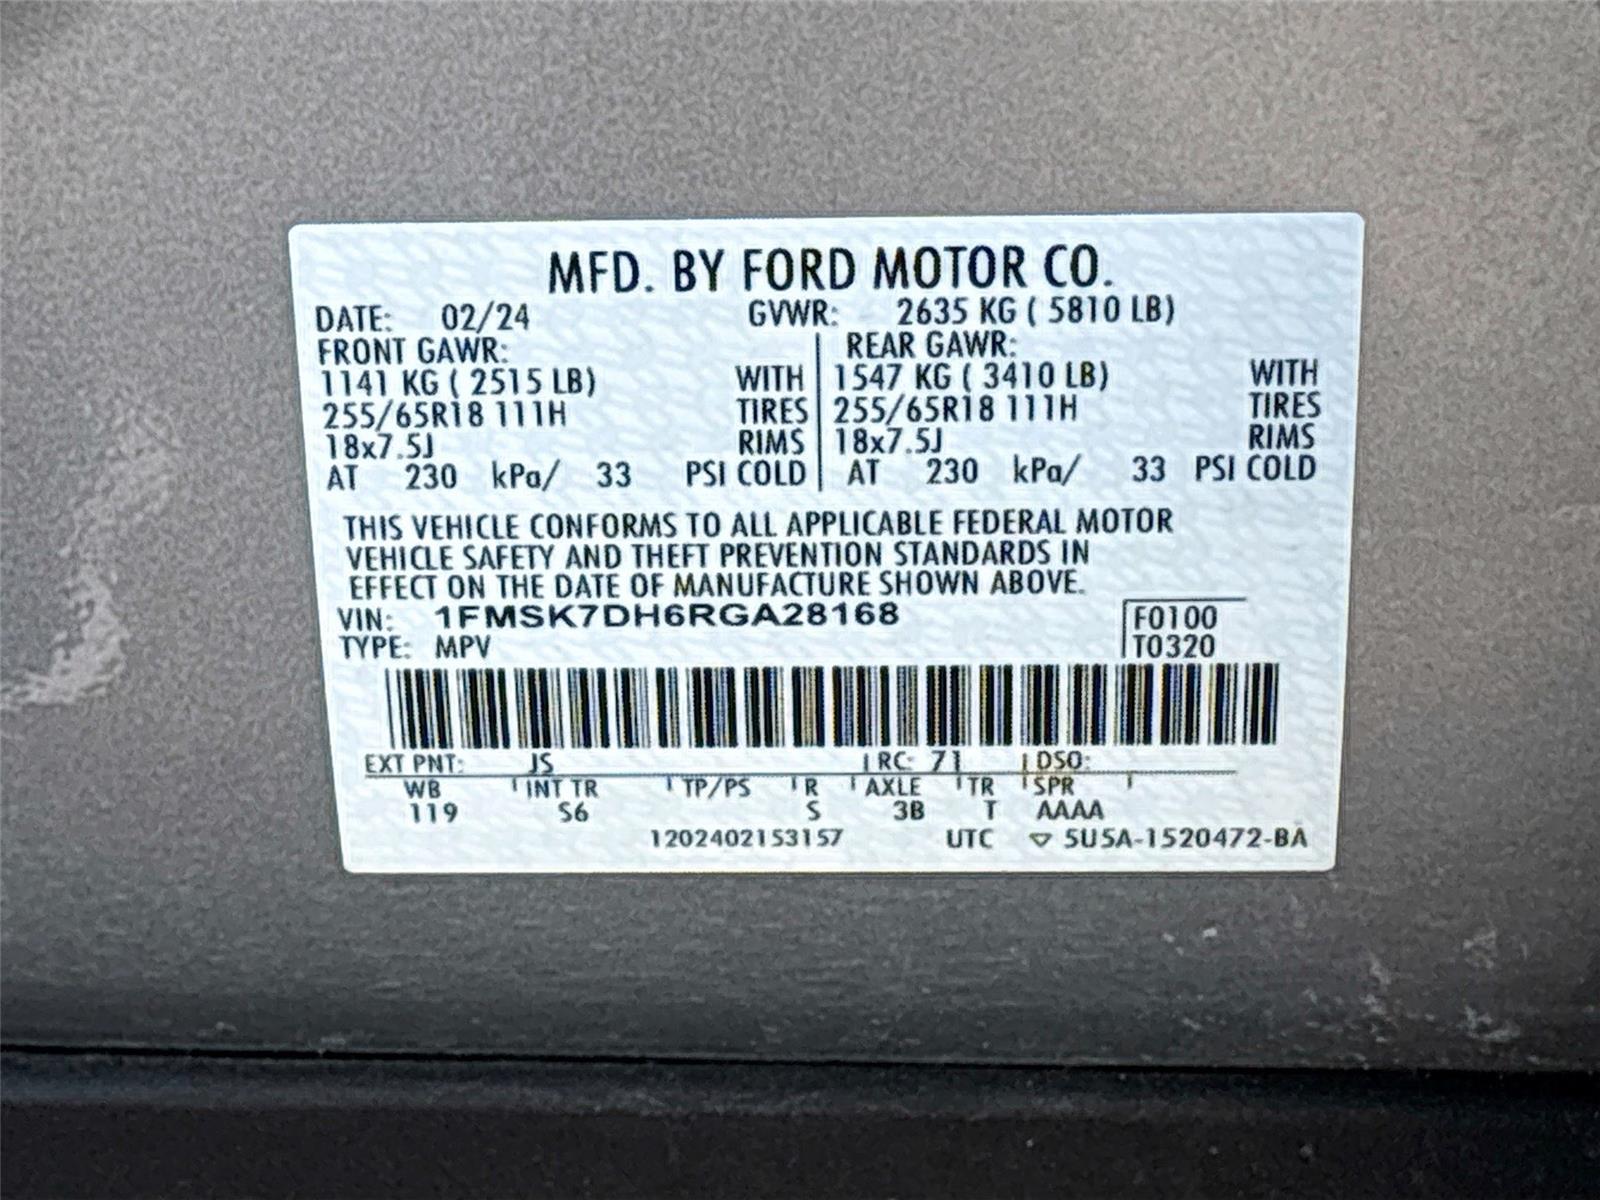 MFD. BY FORD MOTOR CO.
DATE: 02/24 GVWR: 2635 KG ( 5810 LB)
FRONT GAWR: REAR GAWR:
1141 KG ( 2515 LB) WITH 1547 KG ( 3410 LB) WITH
255/65R18 111H TIRES 255/65R18 111H TIRES
18x7.5J RIMS 18x7.5J RIMS
AT 230 kPa/ 33 PSI COLD AT 230 kPa/ 33 PSI COLD
THIS VEHICLE CONFORMS TO ALL APPLICABLE FEDERAL MOTOR
VEHICLE SAFETY AND THEFT PREVENTION STANDARDS IN
EFFECT ON THE DATE OF MANUFACTURE SHOWN ABOVE.
VIN: 1FMSK7DH6RGA28168 F0100
TYPE: MPV T0320
EXT PNT: JS RC: 71 DSO:
WB INT TR TP/PS R AXLE TR SPR
119 S6 S 3B T AAAA
1202402153157 UTC ▽ 5U5A-1520472-BA